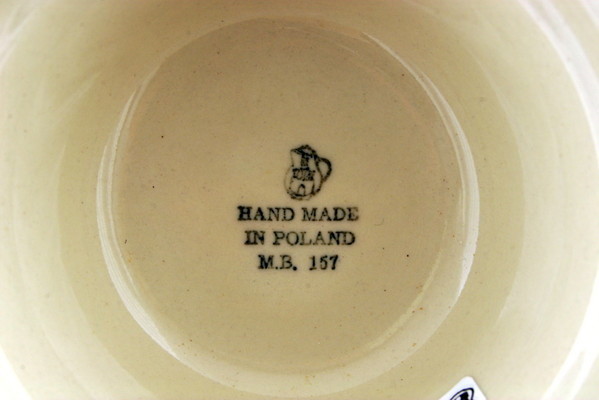 HAND MADE
IN POLAND
M.B. 157